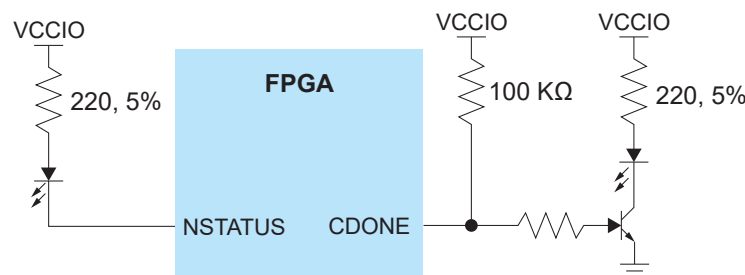 VCCIO
220, 5%
FPGA
NSTATUS
CDONE
VCCIO
100 KΩ
VCCIO
220, 5%